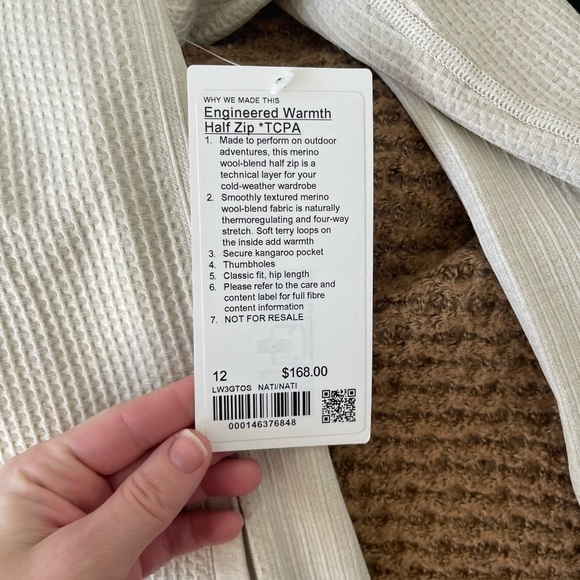 WHY WE MADE THIS
Engineered Warmth
Half Zip *TCPA
1. Made to perform on outdoor
adventures, this merino
wool-blend half zip is a
technical layer for your
cold-weather wardrobe
2. Smoothly textured merino
wool-blend fabric is naturally
thermoregulating and four-way
stretch. Soft terry loops on
the inside add warmth
3. Secure kangaroo pocket
4. Thumbholes
5. Classic fit, hip length
6. Please refer to the care and
content label for full fibre
content information
7. NOT FOR RESALE
12 $168.00
LW3GTOS NATI/NATI
000146376848